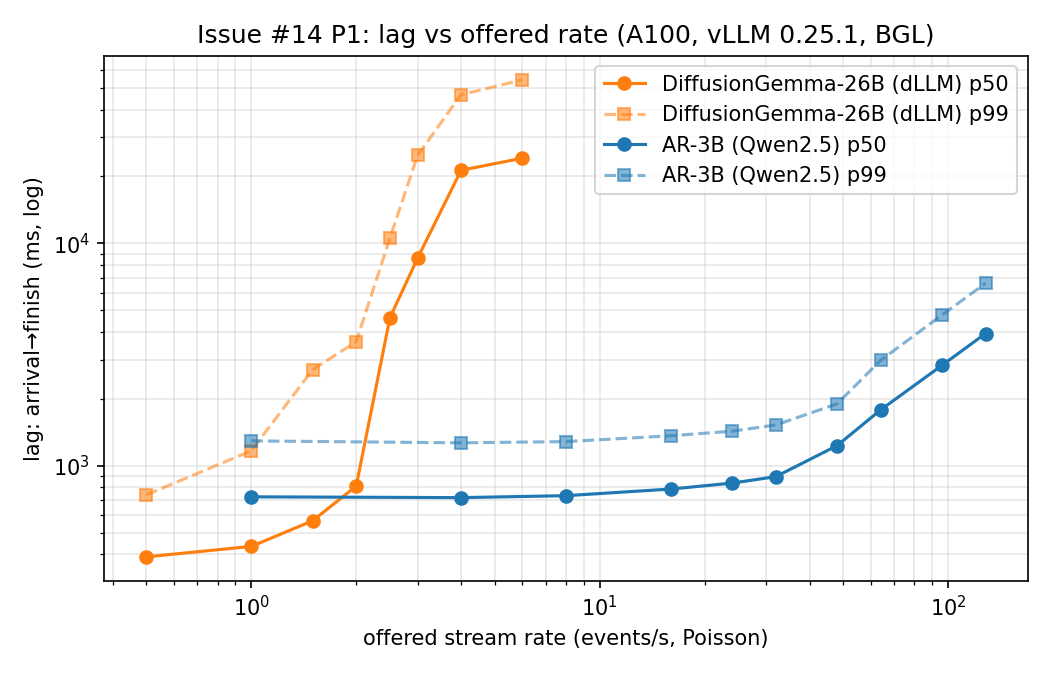 Issue #14 P1: lag vs offered rate (A100, vLLM 0.25.1, BGL)
DiffusionGemma-26B (dLLM) p50
DiffusionGemma-26B (dLLM) p99
AR-3B (Qwen2.5) p50
AR-3B (Qwen2.5) p99
lag: arrival→finish (ms, log)
10⁴
10³
10⁰ 10¹ 10²
offered stream rate (events/s, Poisson)